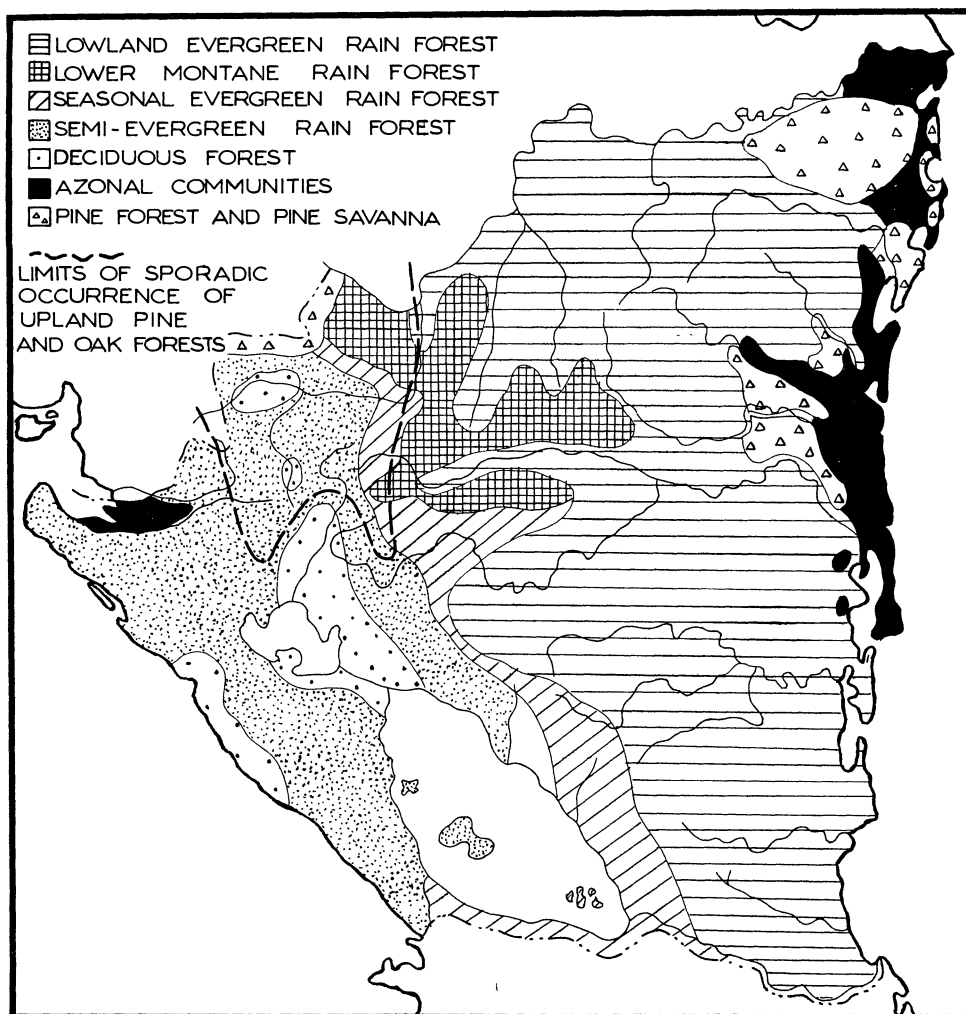 LOWLAND EVERGREEN RAIN FOREST
LOWER MONTANE RAIN FOREST
SEASONAL EVERGREEN RAIN FOREST
SEMI-EVERGREEN RAIN FOREST
DECIDUOUS FOREST
AZONAL COMMUNITIES
PINE FOREST AND PINE SAVANNA
LIMITS OF SPORADIC
OCCURRENCE OF
UPLAND PINE
AND OAK FORESTS